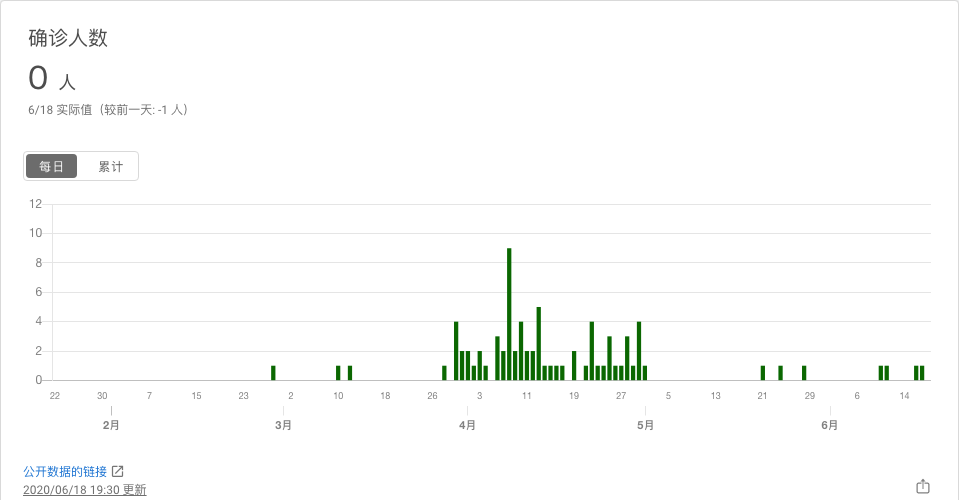 确诊人数
0 人
6/18 实际值（较前一天: -1 人）
每日 累计
12
10
8
6
4
2
0
22 30 7 15 23 2 10 18 26 3 11 19 27 5 13 21 29 6 14
2月 3月 4月 5月 6月
公开数据的链接
2020/06/18 19:30 更新